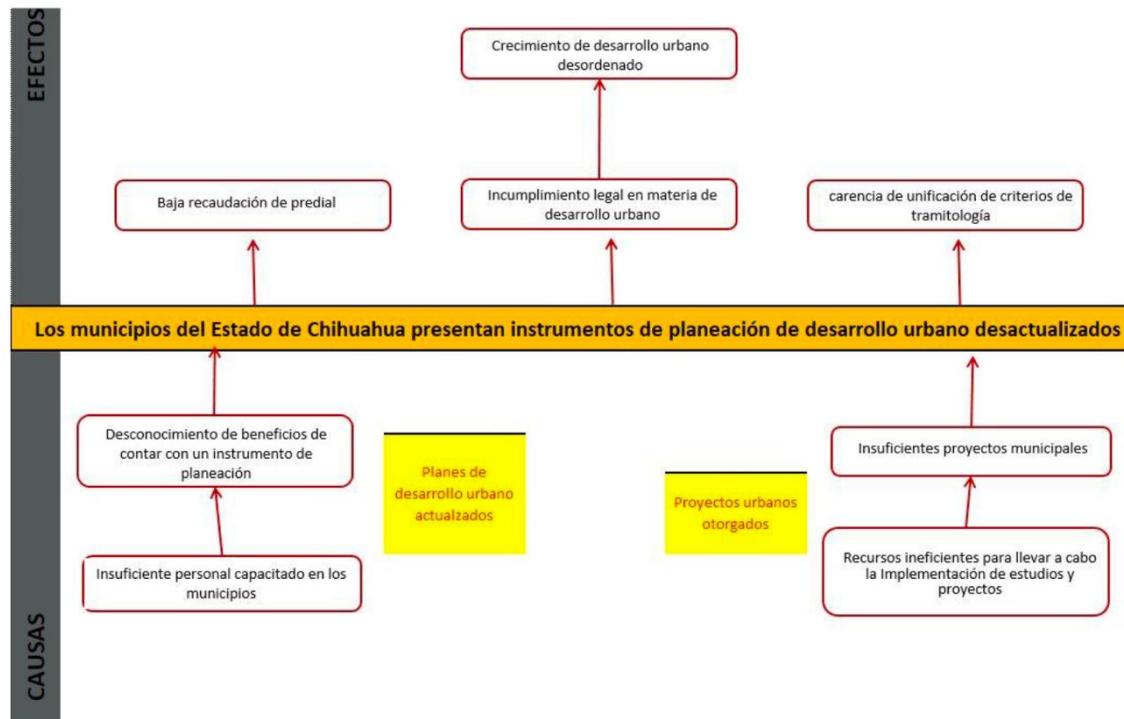 EFECTOS
Crecimiento de desarrollo urbano
desordenado
Baja recaudación de predial
Incumplimiento legal en materia de
desarrollo urbano
carencia de unificación de criterios de
tramitología
Los municipios del Estado de Chihuahua presentan instrumentos de planeación de desarrollo urbano desactualizados
Desconocimiento de beneficios de
contar con un instrumento de
planeación
Planes de
desarrollo urbano
actualzados
Proyectos urbanos
otorgados
Insuficientes proyectos municipales
Insuficiente personal capacitado en los
municipios
Recursos ineficientes para llevar a cabo
la Implementación de estudios y
proyectos
CAUSAS